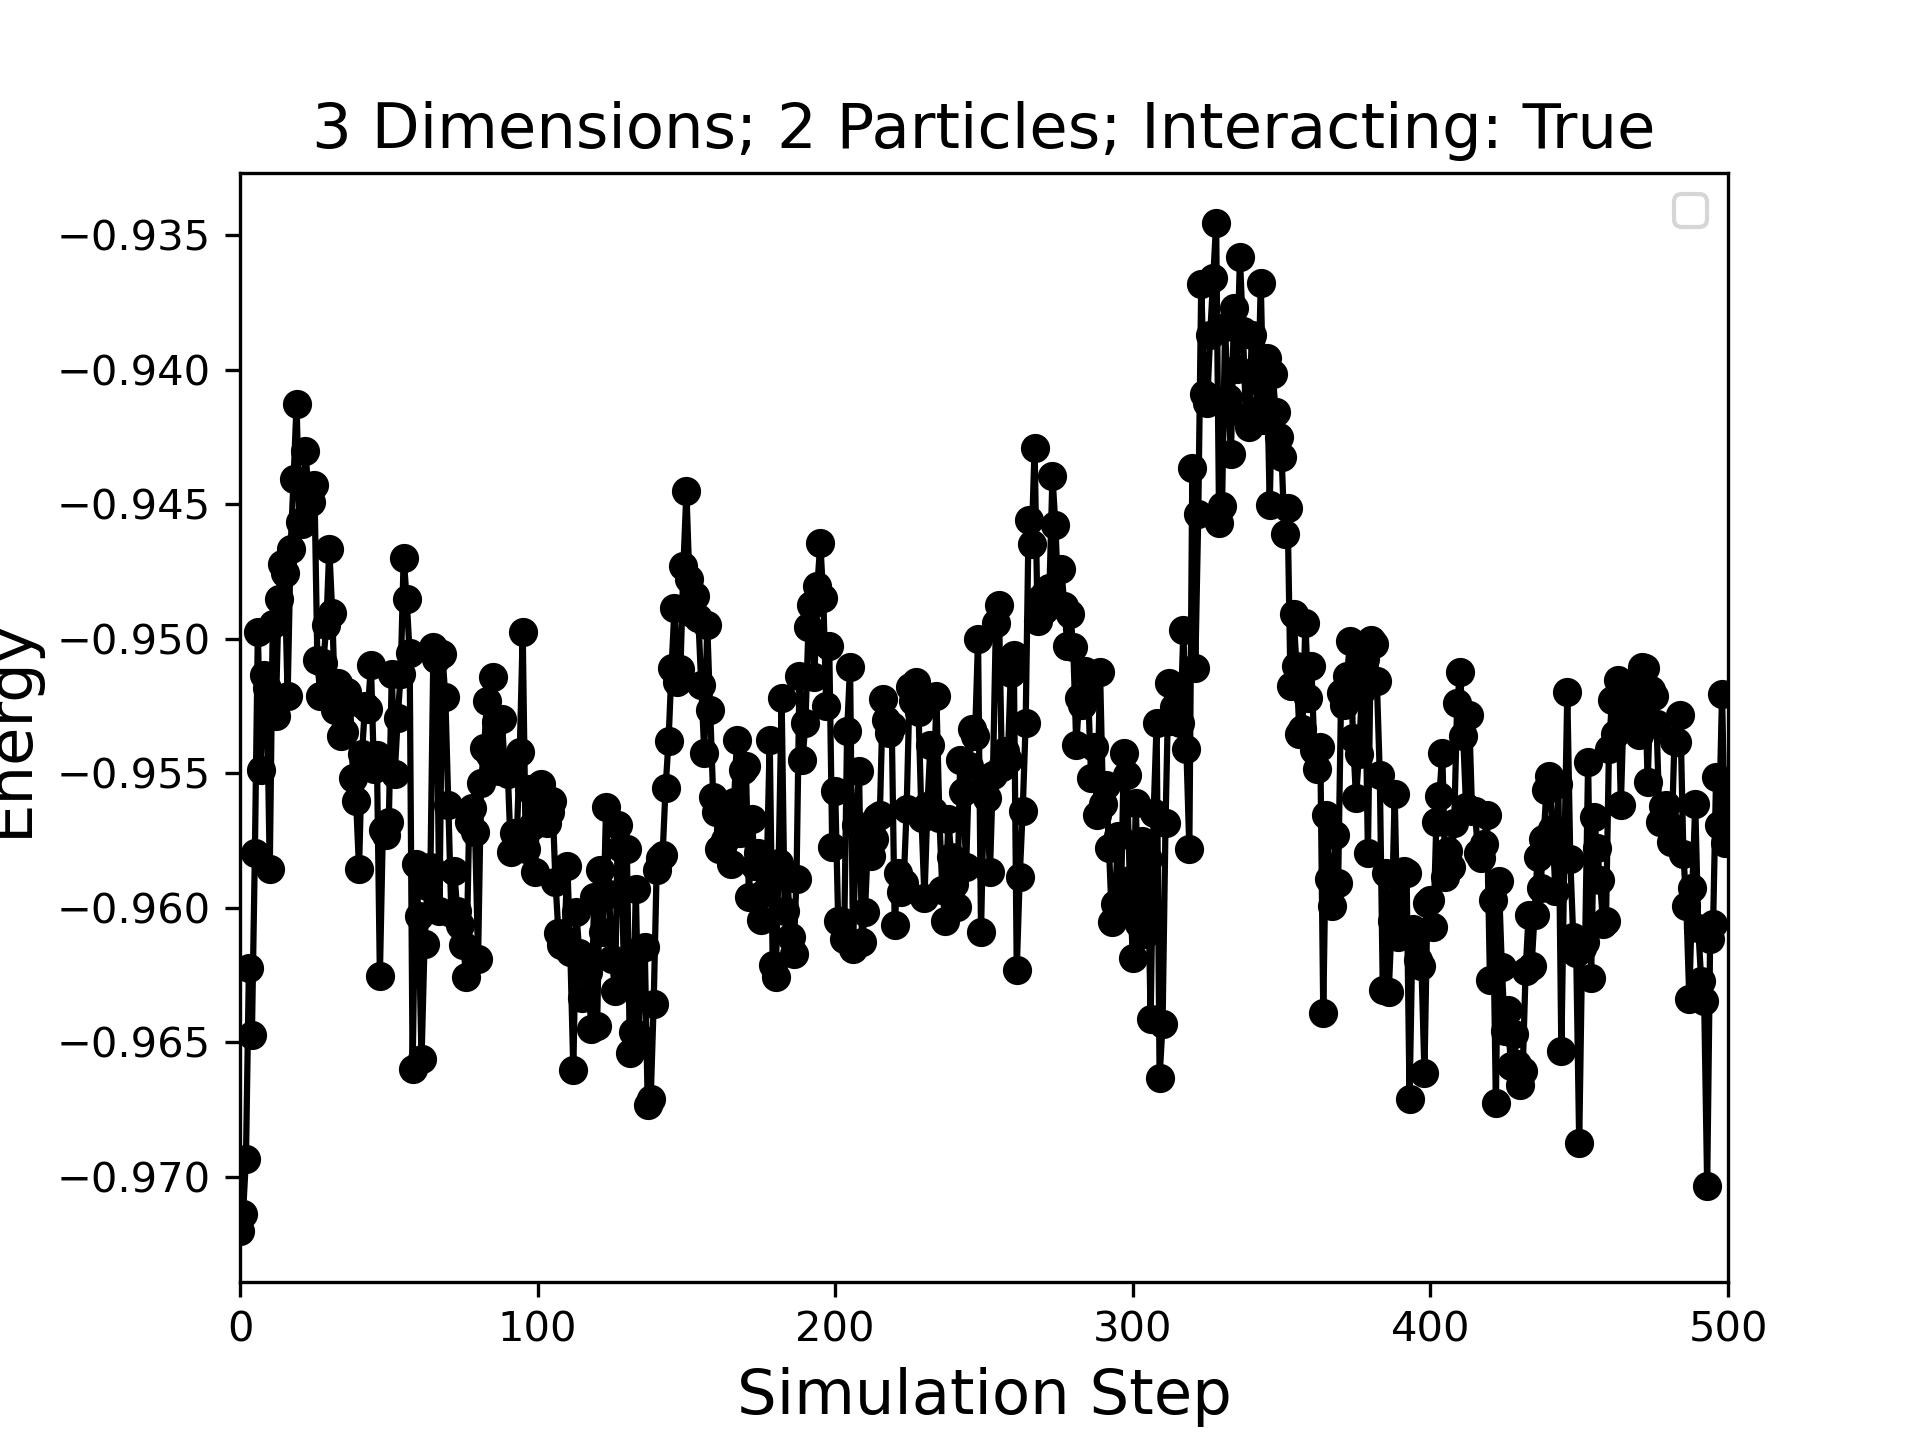 3 Dimensions; 2 Particles; Interacting: True
−0.935
−0.940
−0.945
−0.950
−0.955
−0.960
−0.965
−0.970
Energy
0 100 200 300 400 500
Simulation Step